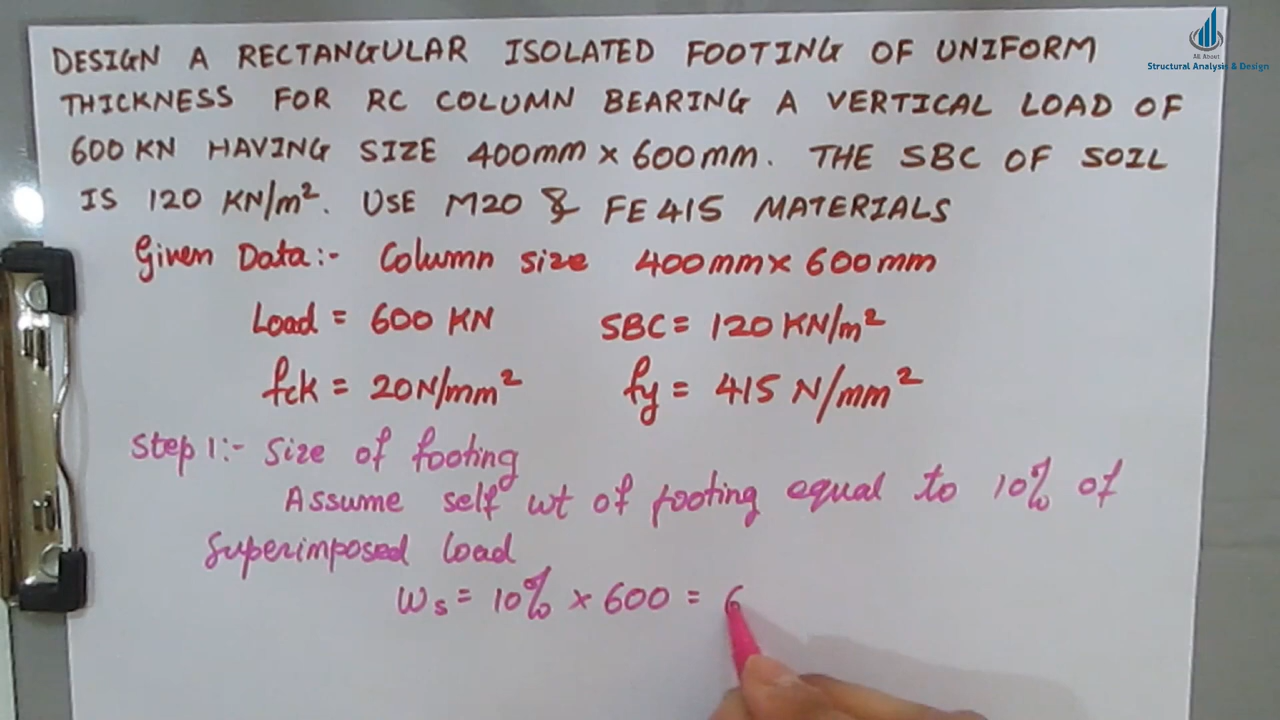 DESIGN A RECTANGULAR ISOLATED FOOTING OF UNIFORM
THICKNESS FOR RC COLUMN BEARING A VERTICAL LOAD OF
600 KN HAVING SIZE 400mm × 600mm. THE SBC OF SOIL
IS 120 KN/m². USE M20 & FE 415 MATERIALS
Given Data:- Column size 400mm× 600mm
Load = 600 KN SBC = 120 KN/m²
fck = 20N/mm² fy = 415 N/mm²
Step 1:- Size of footing
Assume self wt of footing equal to 10% of
Superimposed load
Ws = 10% × 600 = 6
All About
Structural Analysis & Design